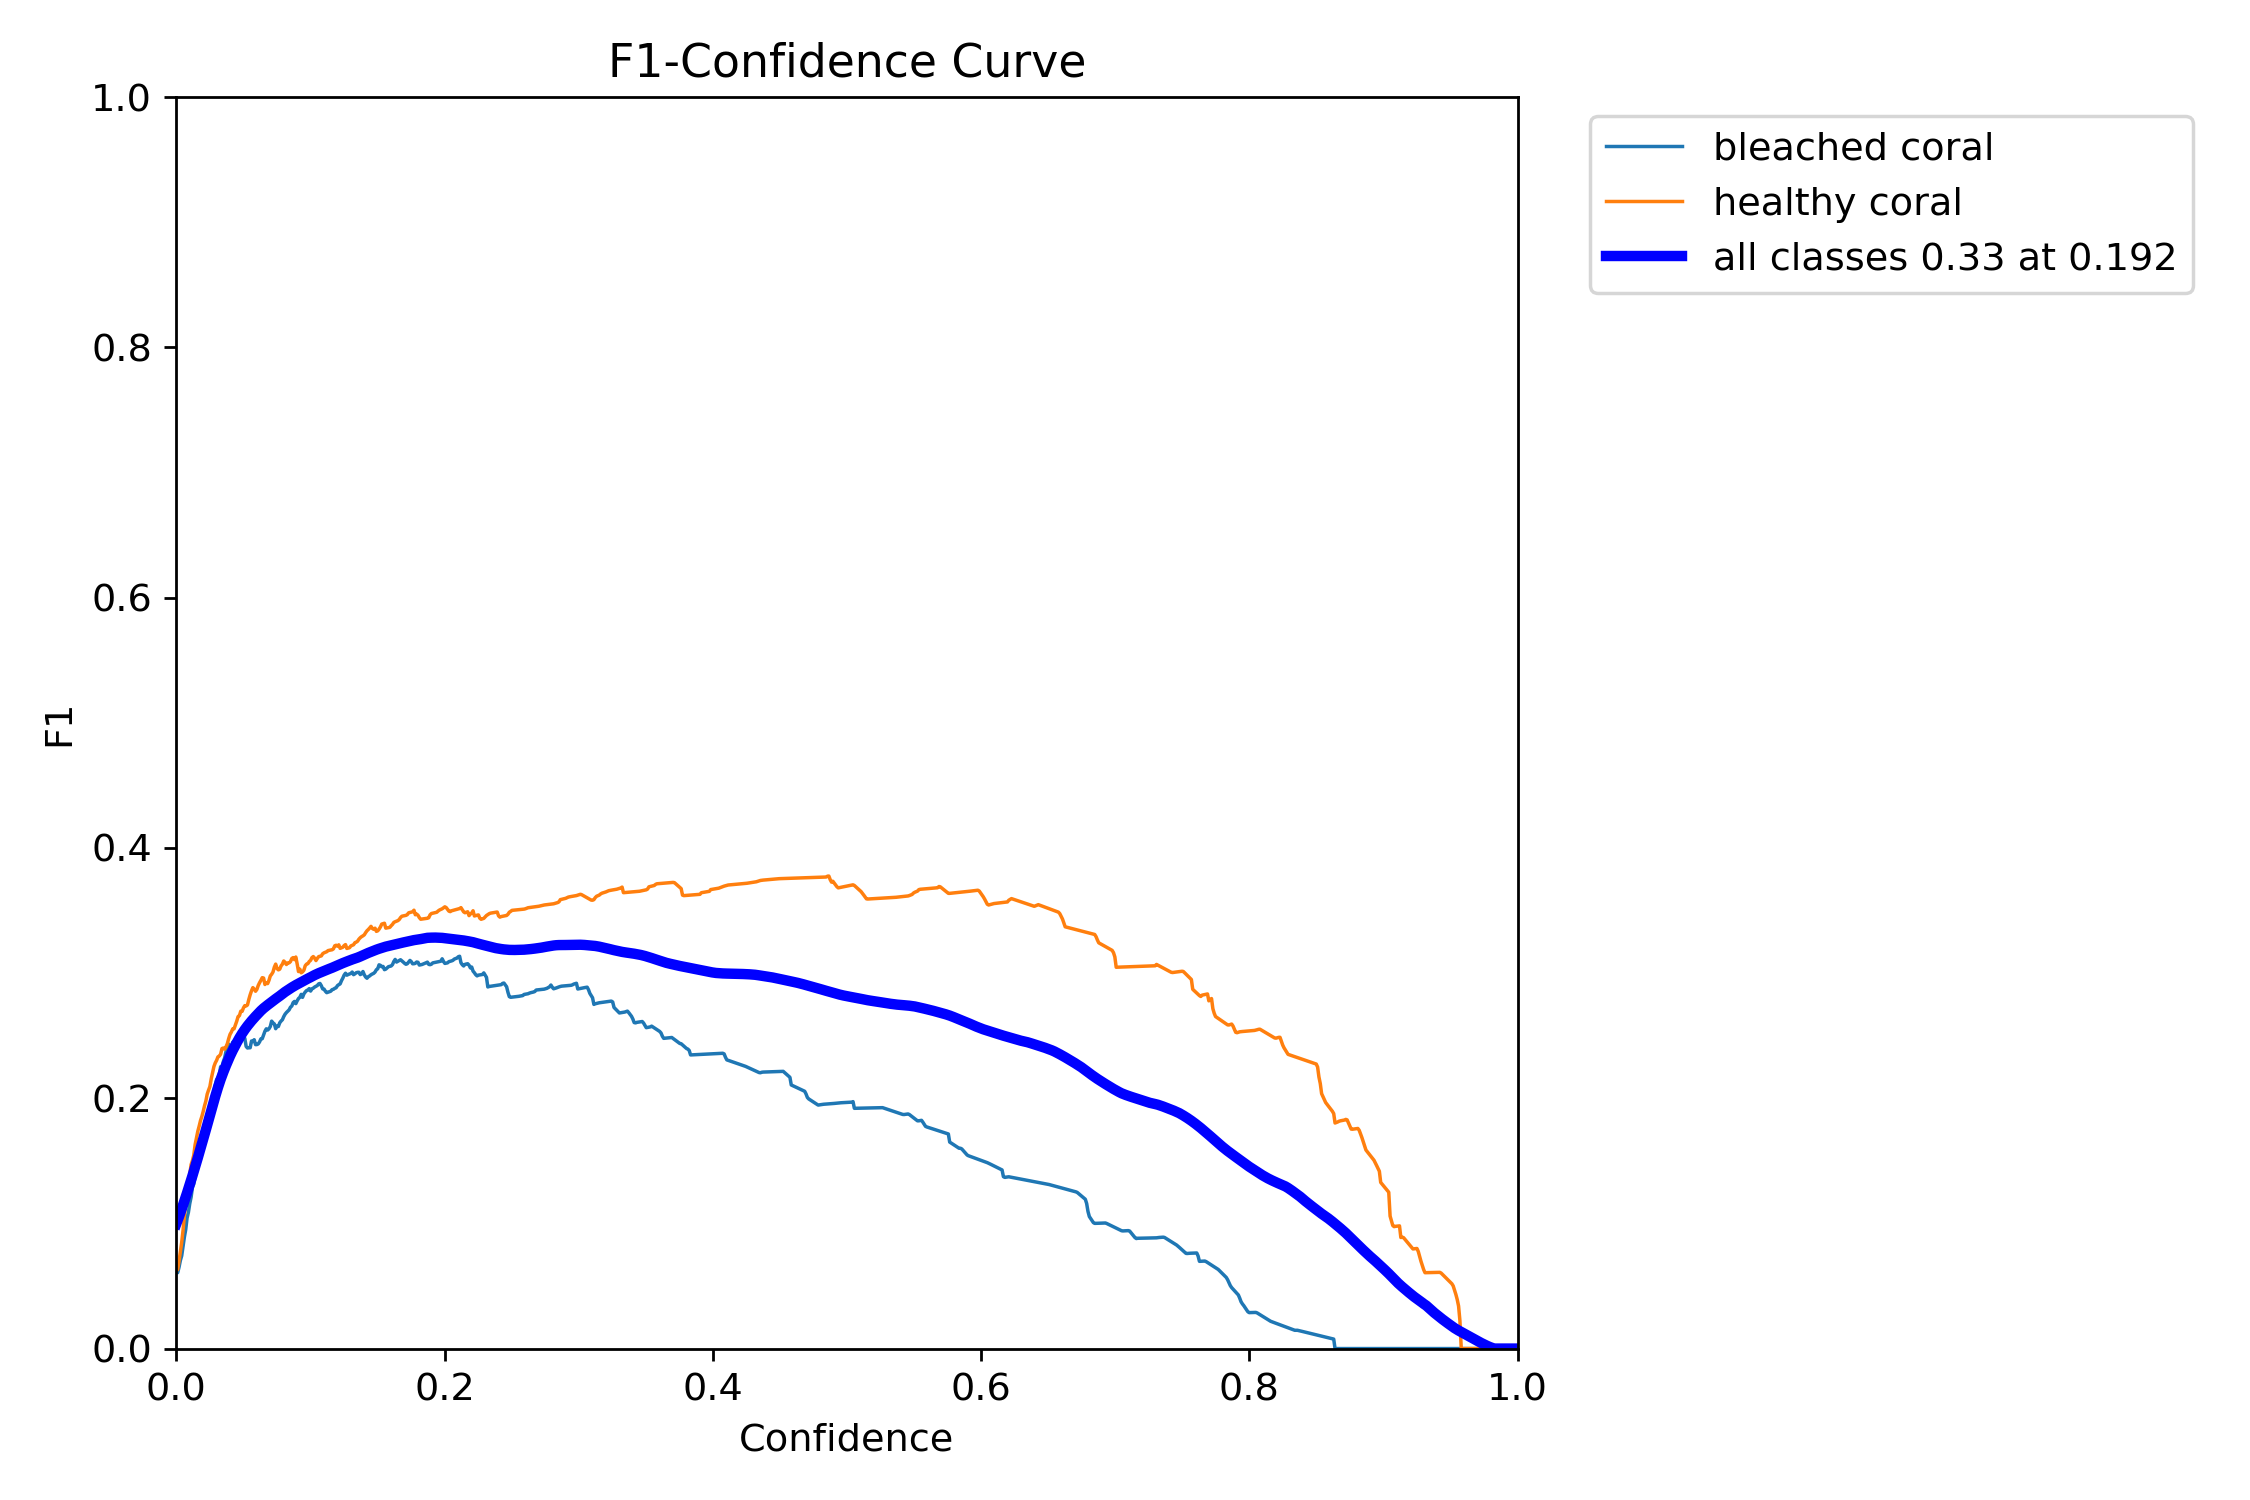 F1-Confidence Curve
bleached coral
healthy coral
all classes 0.33 at 0.192
1.0
0.8
0.6
0.4
0.2
0.0
F1
0.0 0.2 0.4 0.6 0.8 1.0
Confidence